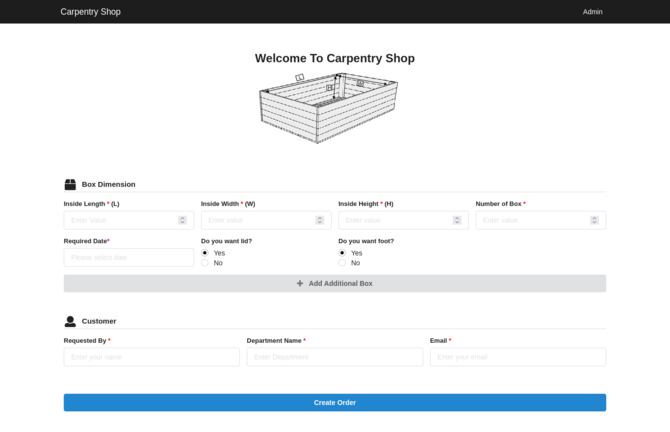 Carpentry Shop Admin
Welcome To Carpentry Shop
L
H
W
Box Dimension
Inside Length * (L) Inside Width * (W) Inside Height * (H) Number of Box *
Enter Value Enter value Enter value Enter value
Required Date* Do you want lid? Do you want foot?
Please select date Yes Yes
No No
Add Additional Box
Customer
Requested By * Department Name * Email *
Enter your name Enter Department Enter your email
Create Order